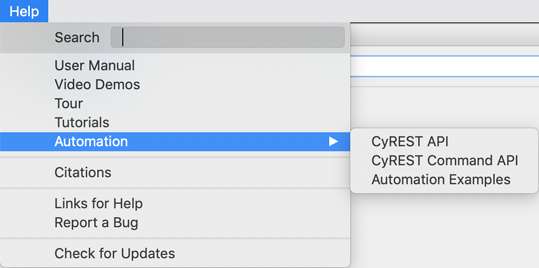 Help
Search
User Manual
Video Demos
Tour
Tutorials
Automation
CyREST API
CyREST Command API
Automation Examples
Citations
Links for Help
Report a Bug
Check for Updates